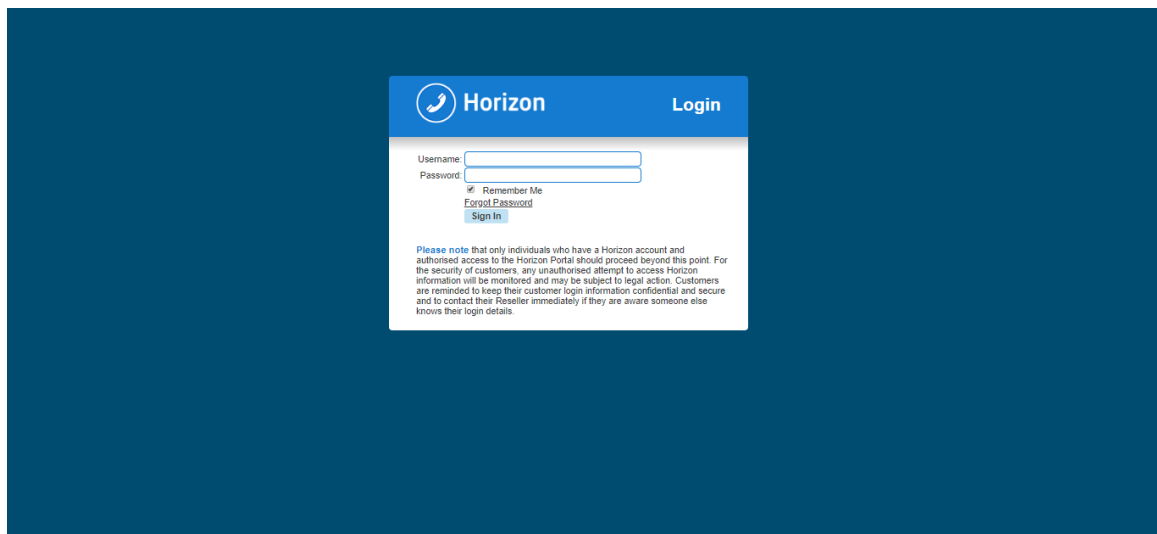 Horizon
Login
Username:
Password:
Remember Me
Forgot Password
Sign In
Please note that only individuals who have a Horizon account and
authorised access to the Horizon Portal should proceed beyond this point. For
the security of customers, any unauthorised attempt to access Horizon
information will be monitored and may be subject to legal action. Customers
are reminded to keep their customer login information confidential and secure
and to contact their Reseller immediately if they are aware someone else
knows their login details.